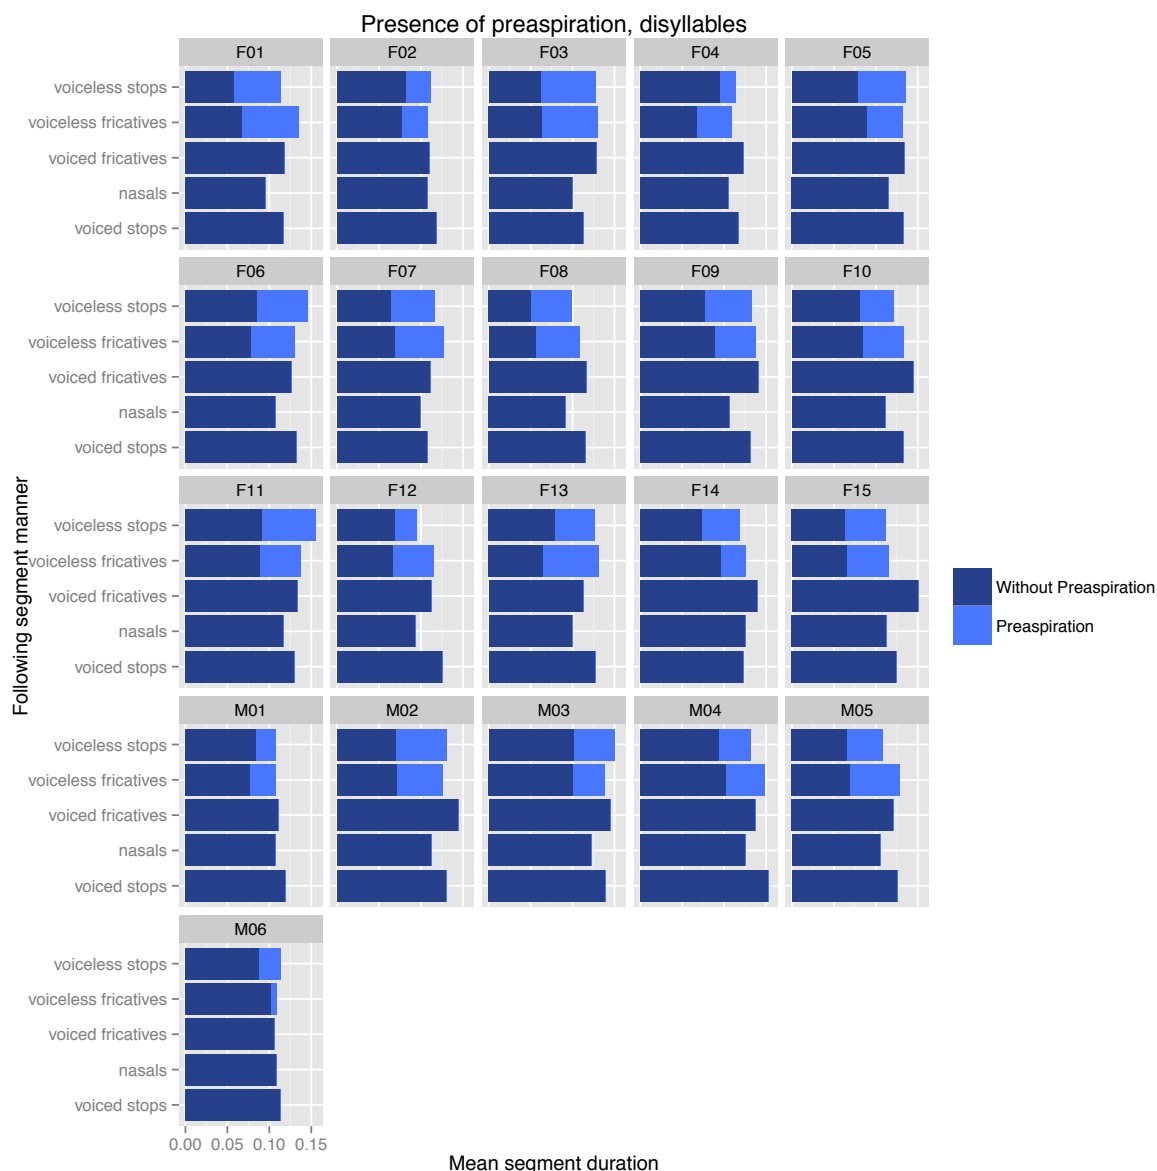 Presence of preaspiration, disyllables
F01 F02 F03 F04 F05
voiceless stops
voiceless fricatives
voiced fricatives
nasals
voiced stops
F06 F07 F08 F09 F10
voiceless stops
voiceless fricatives
voiced fricatives
nasals
voiced stops
Following segment manner
F11 F12 F13 F14 F15
voiceless stops
voiceless fricatives
voiced fricatives
nasals
voiced stops
Without Preaspiration
Preaspiration
M01 M02 M03 M04 M05
voiceless stops
voiceless fricatives
voiced fricatives
nasals
voiced stops
M06
voiceless stops
voiceless fricatives
voiced fricatives
nasals
voiced stops
0.00 0.05 0.10 0.15
Mean segment duration